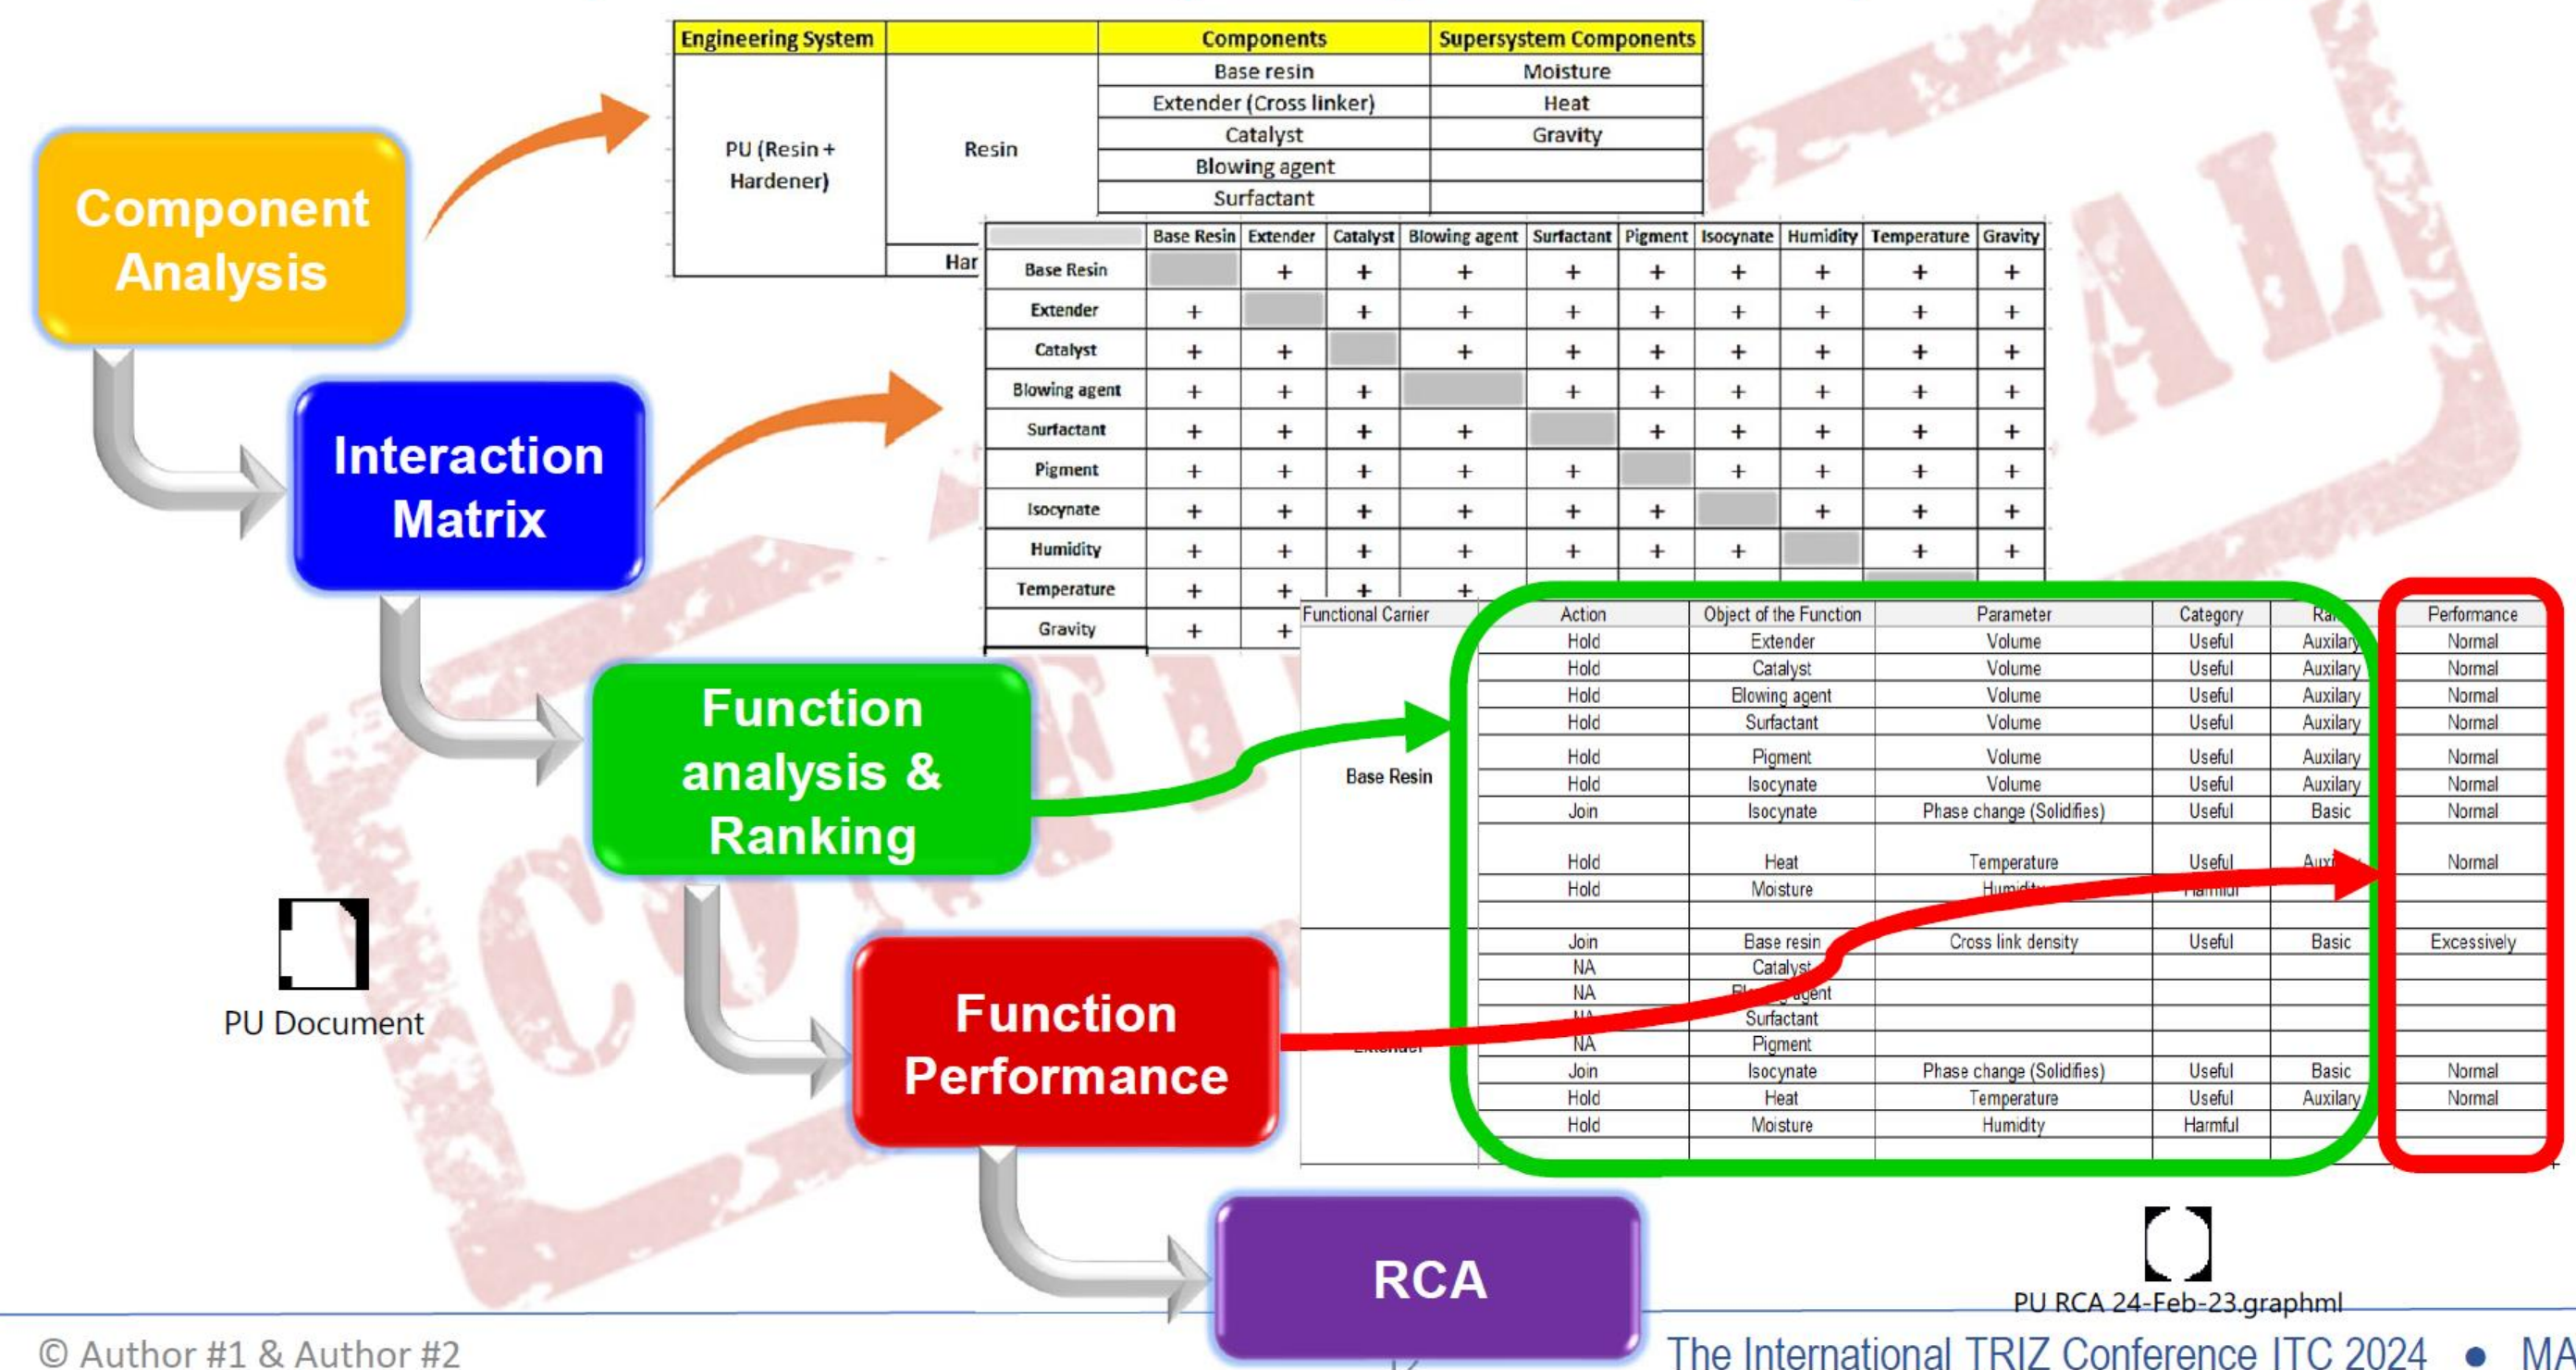 Engineering System Components Supersystem Components
PU (Resin + Hardener) Resin Base resin Moisture
Extender (Cross linker) Heat
Catalyst Gravity
Blowing agent
Surfactant
Har
Component
Analysis
Base Resin Extender Catalyst Blowing agent Surfactant Pigment Isocynate Humidity Temperature Gravity
Base Resin + + + + + + + + +
Extender + + + + + + + + +
Catalyst + + + + + + + + +
Blowing agent + + + + + + + + +
Surfactant + + + + + + + + +
Pigment + + + + + + + + +
Isocynate + + + + + + + + +
Humidity + + + + + + + + +
Temperature + + + +
Gravity + +
Interaction
Matrix
Functional Carrier Action Object of the Function Parameter Category Performance
Base Resin
Hold Extender Volume Useful Auxilary Normal
Hold Catalyst Volume Useful Auxilary Normal
Hold Blowing agent Volume Useful Auxilary Normal
Hold Surfactant Volume Useful Auxilary Normal
Hold Pigment Volume Useful Auxilary Normal
Hold Isocynate Volume Useful Auxilary Normal
Join Isocynate Phase change (Solidifies) Useful Basic Normal
Hold Heat Temperature Useful Normal
Hold Moisture Humidity Harmful
Join Base resin Cross link density Useful Basic Excessively
NA Catalyst
NA
NA Surfactant
NA Pigment
Join Isocynate Phase change (Solidifies) Useful Basic Normal
Hold Heat Temperature Useful Auxilary Normal
Hold Moisture Humidity Harmful
Function
analysis &
Ranking
PU Document
Function
Performance
RCA
PU RCA 24-Feb-23.graphml
© Author #1 & Author #2
The International TRIZ Conference ITC 2024 • MA